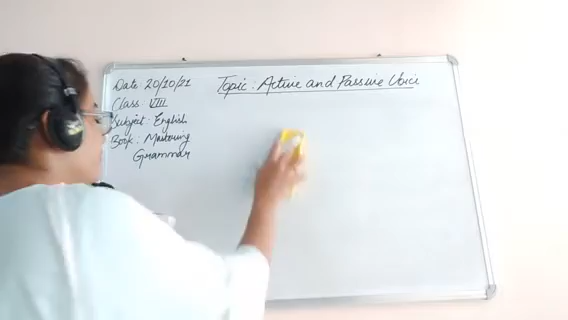 Date: 20/10/21
Topic: Active and Passive Voice
Class: VIII
Subject: English
Book: Mastering
Grammar